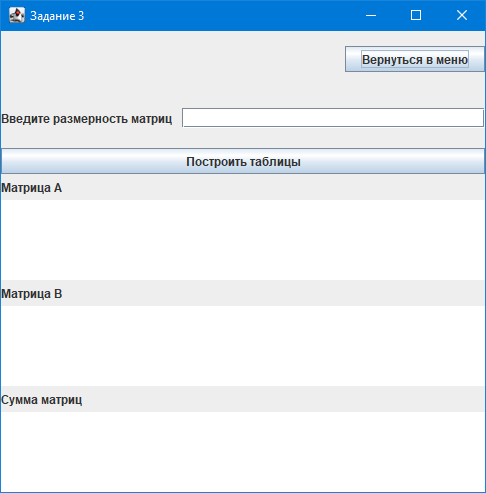 Задание 3
Вернуться в меню
Введите размерность матриц
Построить таблицы
Матрица A
Матрица B
Сумма матриц